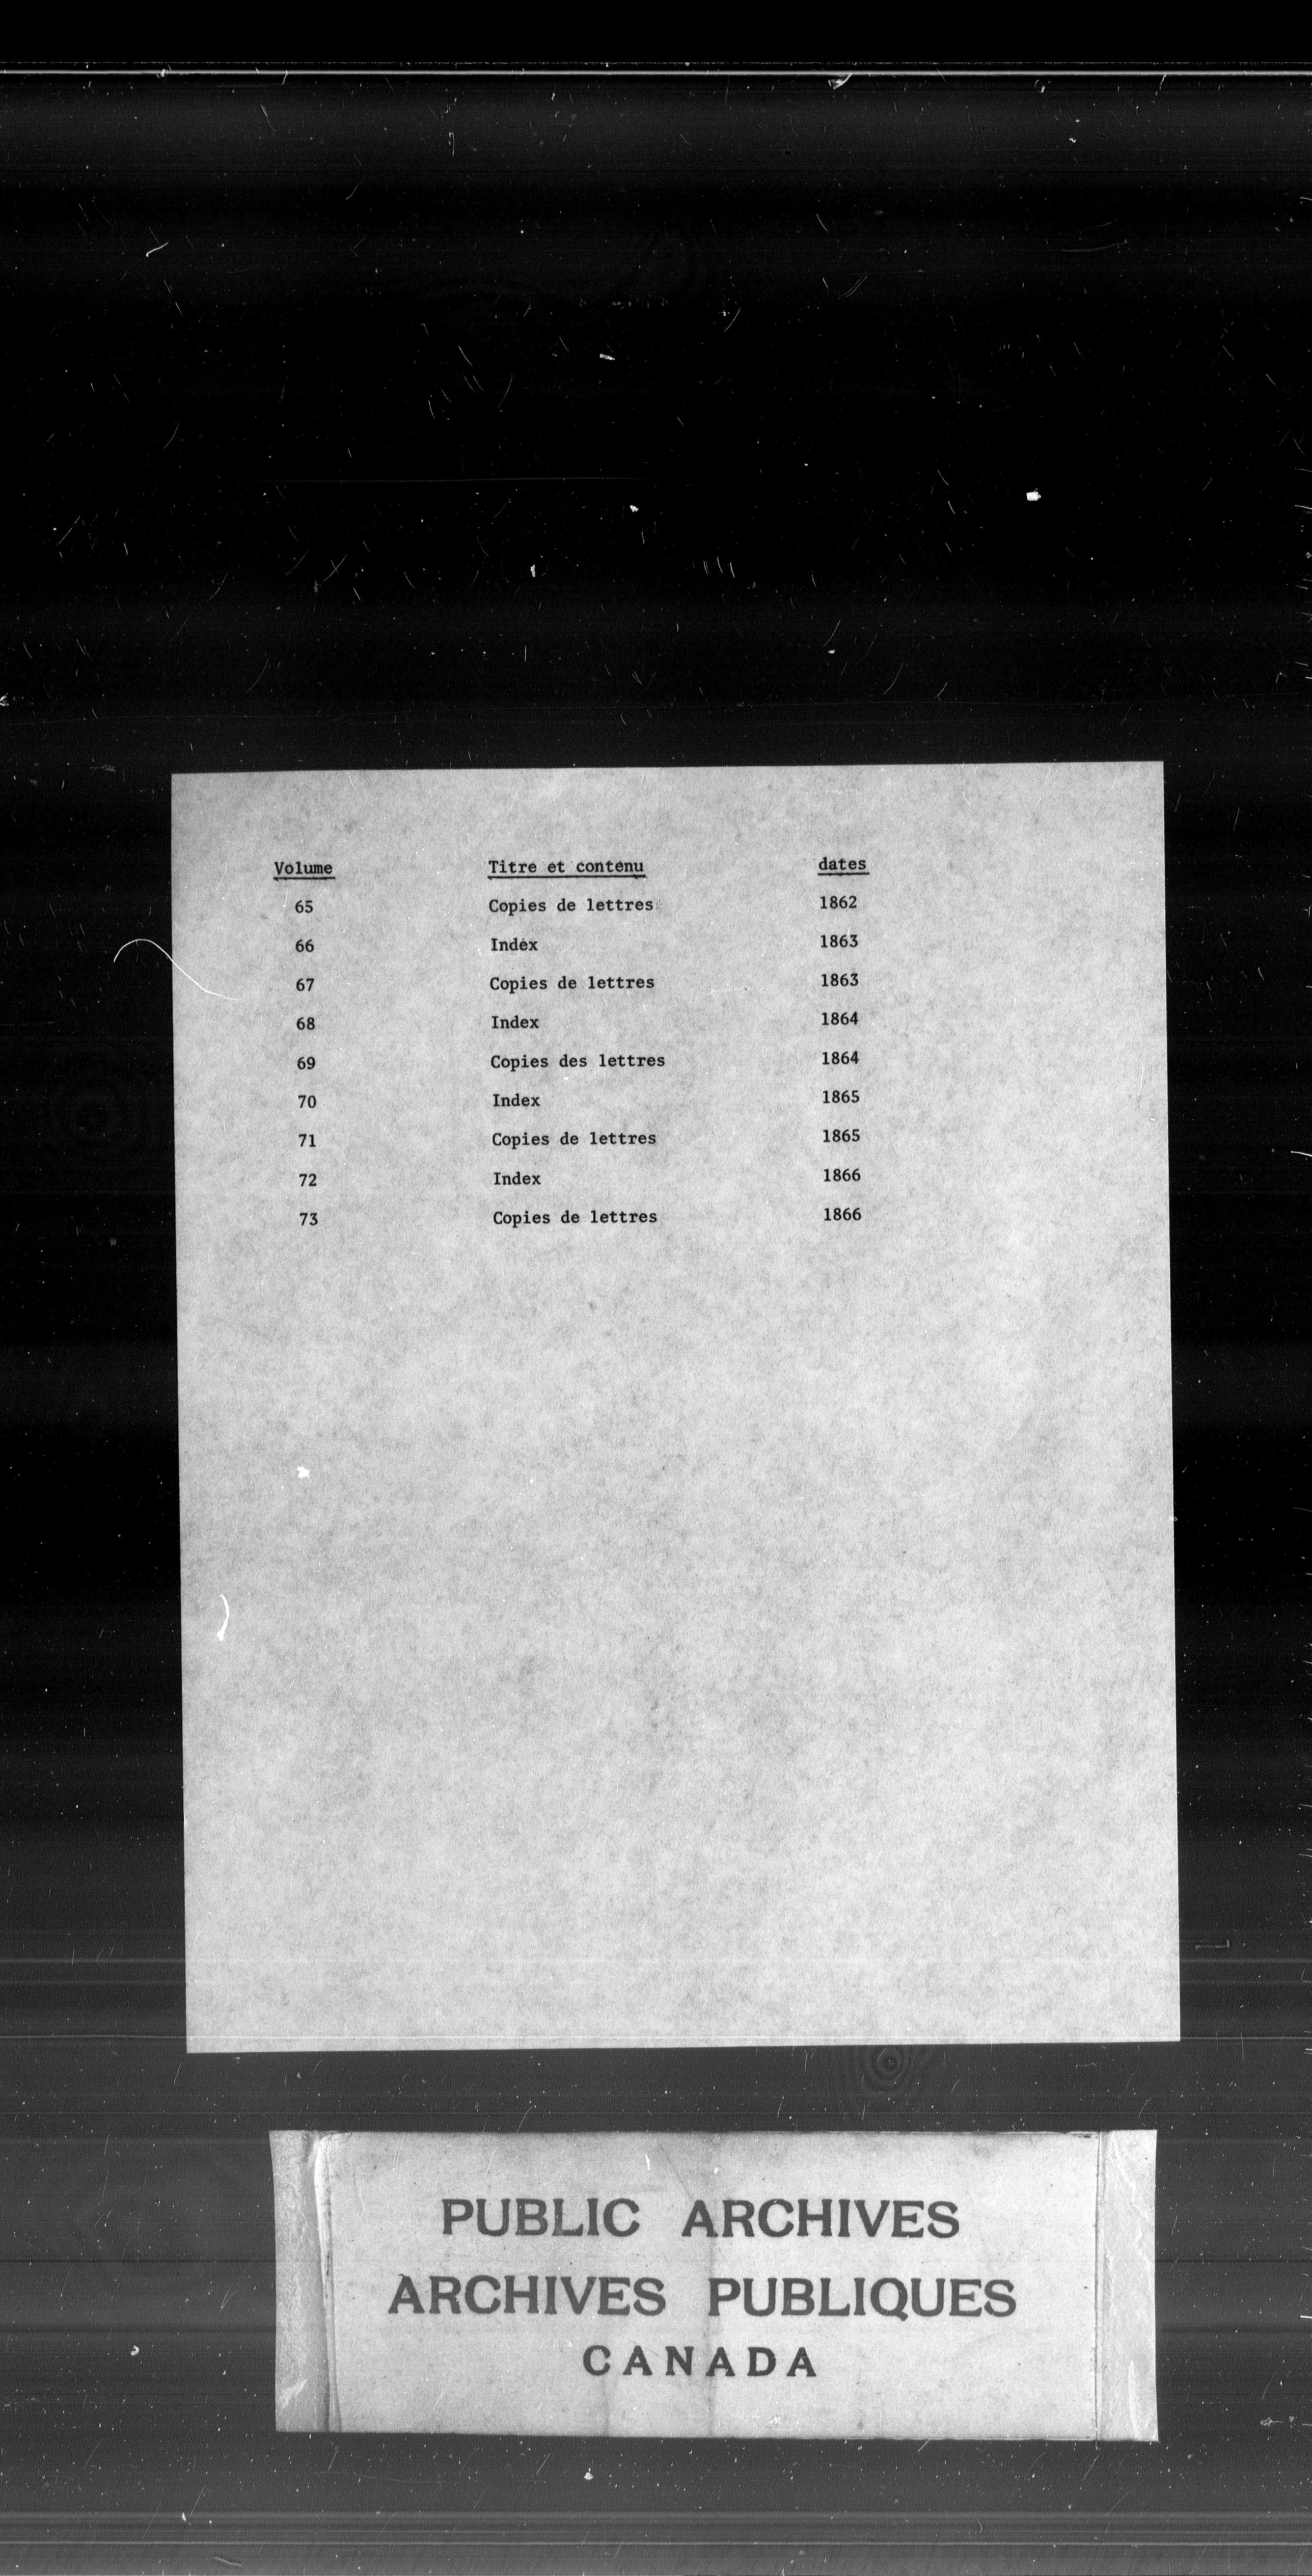 Volume Titre et contenu dates
65 Copies de lettres 1862
66 Index 1863
67 Copies de lettres 1863
68 Index 1864
69 Copies des lettres 1864
70 Index 1865
71 Copies de lettres 1865
72 Index 1866
73 Copies de lettres 1866
PUBLIC ARCHIVES
ARCHIVES PUBLIQUES
CANADA